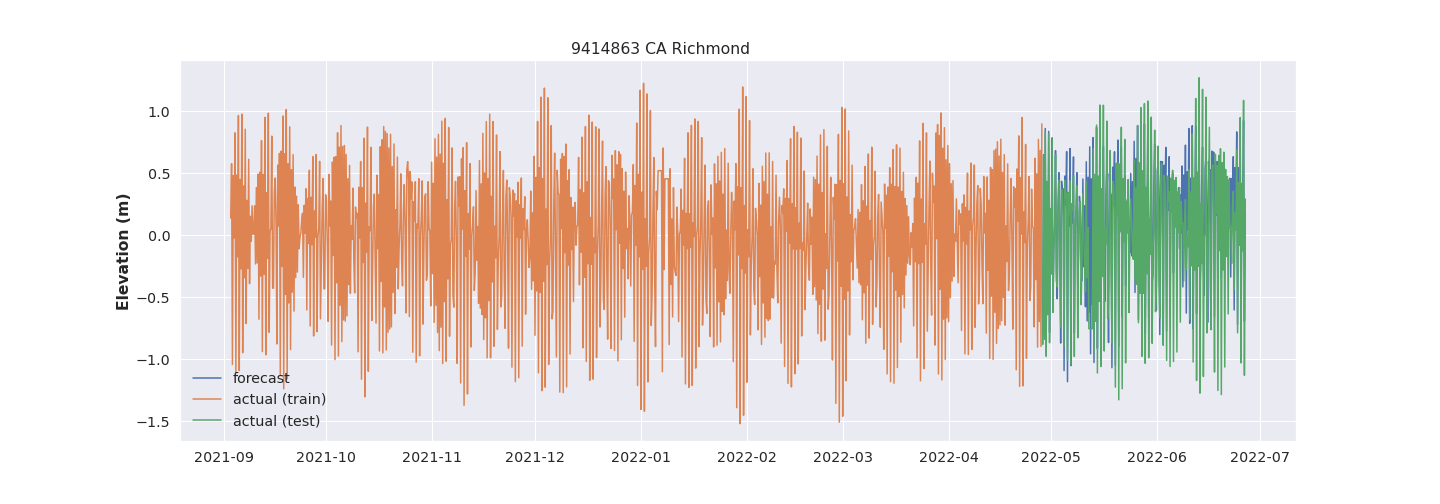 9414863 CA Richmond
Elevation (m)
1.0
0.5
0.0
−0.5
−1.0
−1.5
forecast
actual (train)
actual (test)
2021-09 2021-10 2021-11 2021-12 2022-01 2022-02 2022-03 2022-04 2022-05 2022-06 2022-07